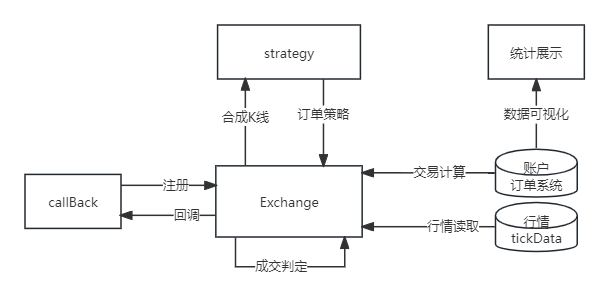 strategy
统计展示
合成K线
订单策略
数据可视化
callBack
注册
回调
Exchange
交易计算
账户
订单系统
行情读取
行情
tickData
成交判定